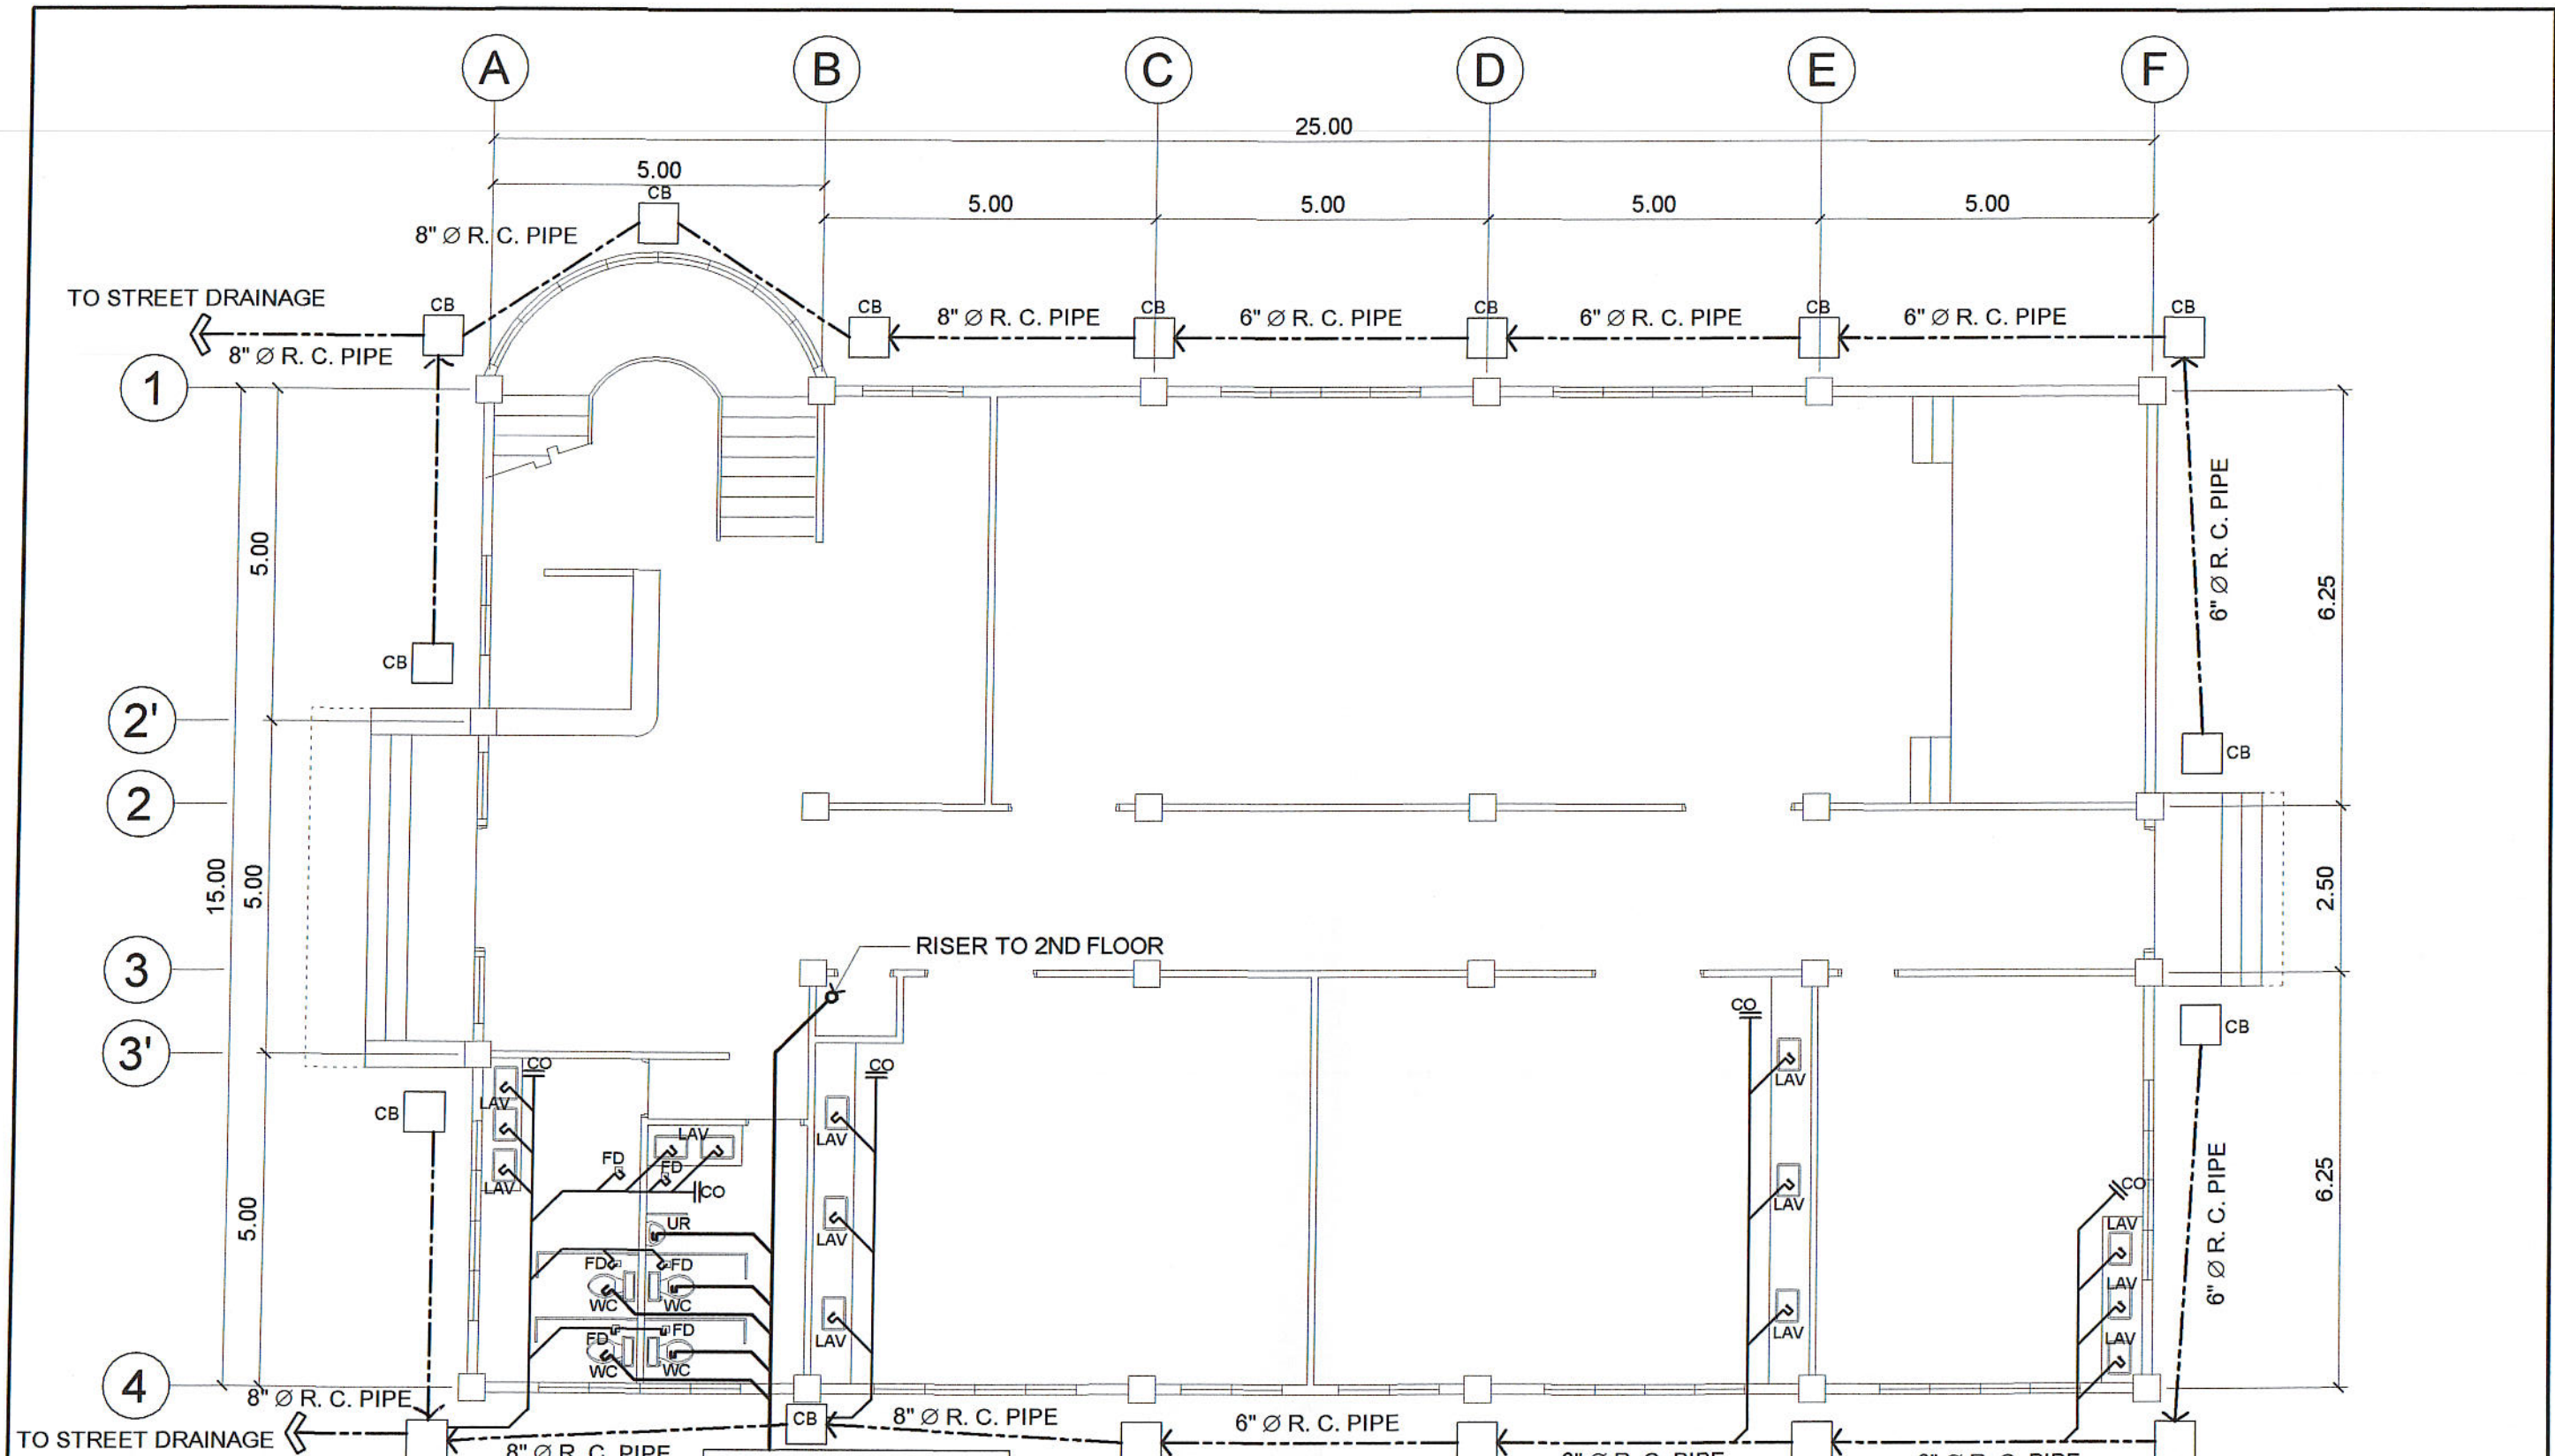 A
B
C
D
E
F
25.00
5.00
5.00
5.00
5.00
5.00
CB
8" Ø R. C. PIPE
TO STREET DRAINAGE
CB
CB
8" Ø R. C. PIPE
CB
6" Ø R. C. PIPE
CB
6" Ø R. C. PIPE
CB
6" Ø R. C. PIPE
CB
8" Ø R. C. PIPE
1
5.00
6" Ø R. C. PIPE
6.25
CB
2'
CB
2
15.00
5.00
2.50
RISER TO 2ND FLOOR
3
CO
CB
3'
CO
CO
LAV
LAV
CB
LAV
LAV
FD
FD
LAV
CO
LAV
LAV
CO
5.00
UR
LAV
LAV
6" Ø R. C. PIPE
6.25
FD
FD
LAV
WC
WC
LAV
LAV
FD
FD
LAV
WC
WC
4
8" Ø R. C. PIPE
CB
8" Ø R. C. PIPE
6" Ø R. C. PIPE
TO STREET DRAINAGE
8" Ø R. C. PIPE